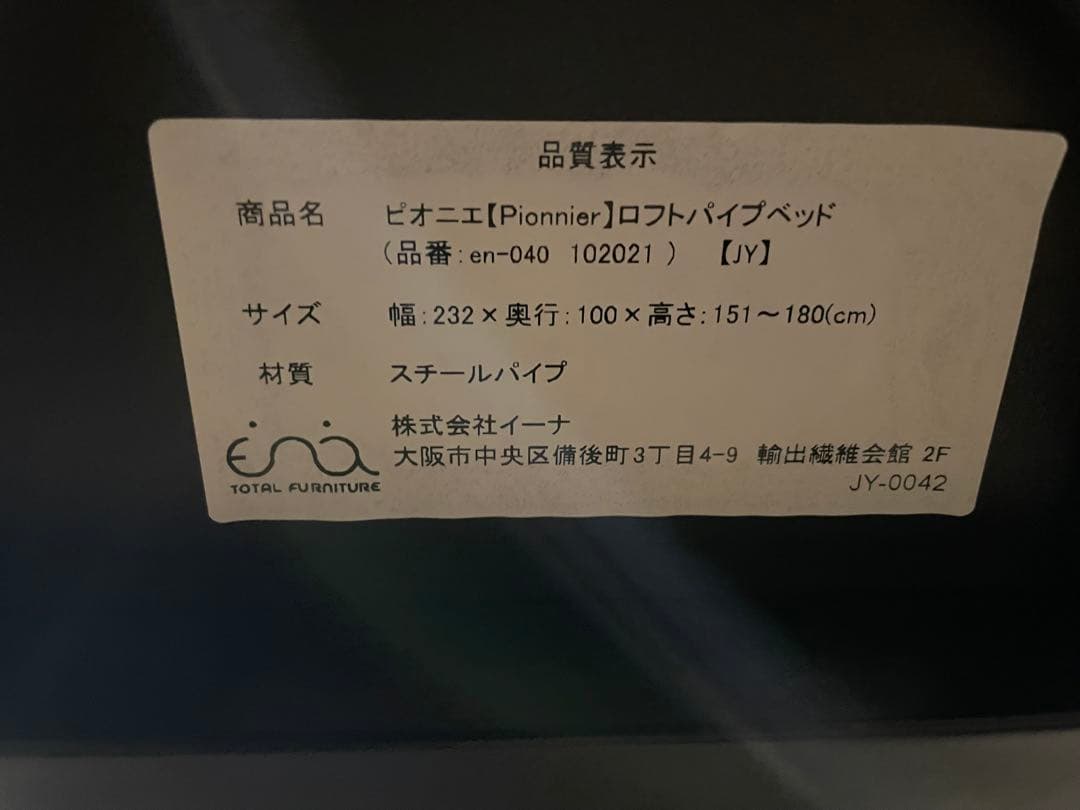 品質表示
商品名 ピオニエ【Pionnier】ロフトパイプベッド
(品番:en-040 102021 ) 【JY】
サイズ 幅:232×奥行:100×高さ:151～180(cm)
材質 スチールパイプ
株式会社イーナ
ena
大阪市中央区備後町3丁目4-9 輸出繊維会館 2F
TOTAL FURNITURE
JY-0042